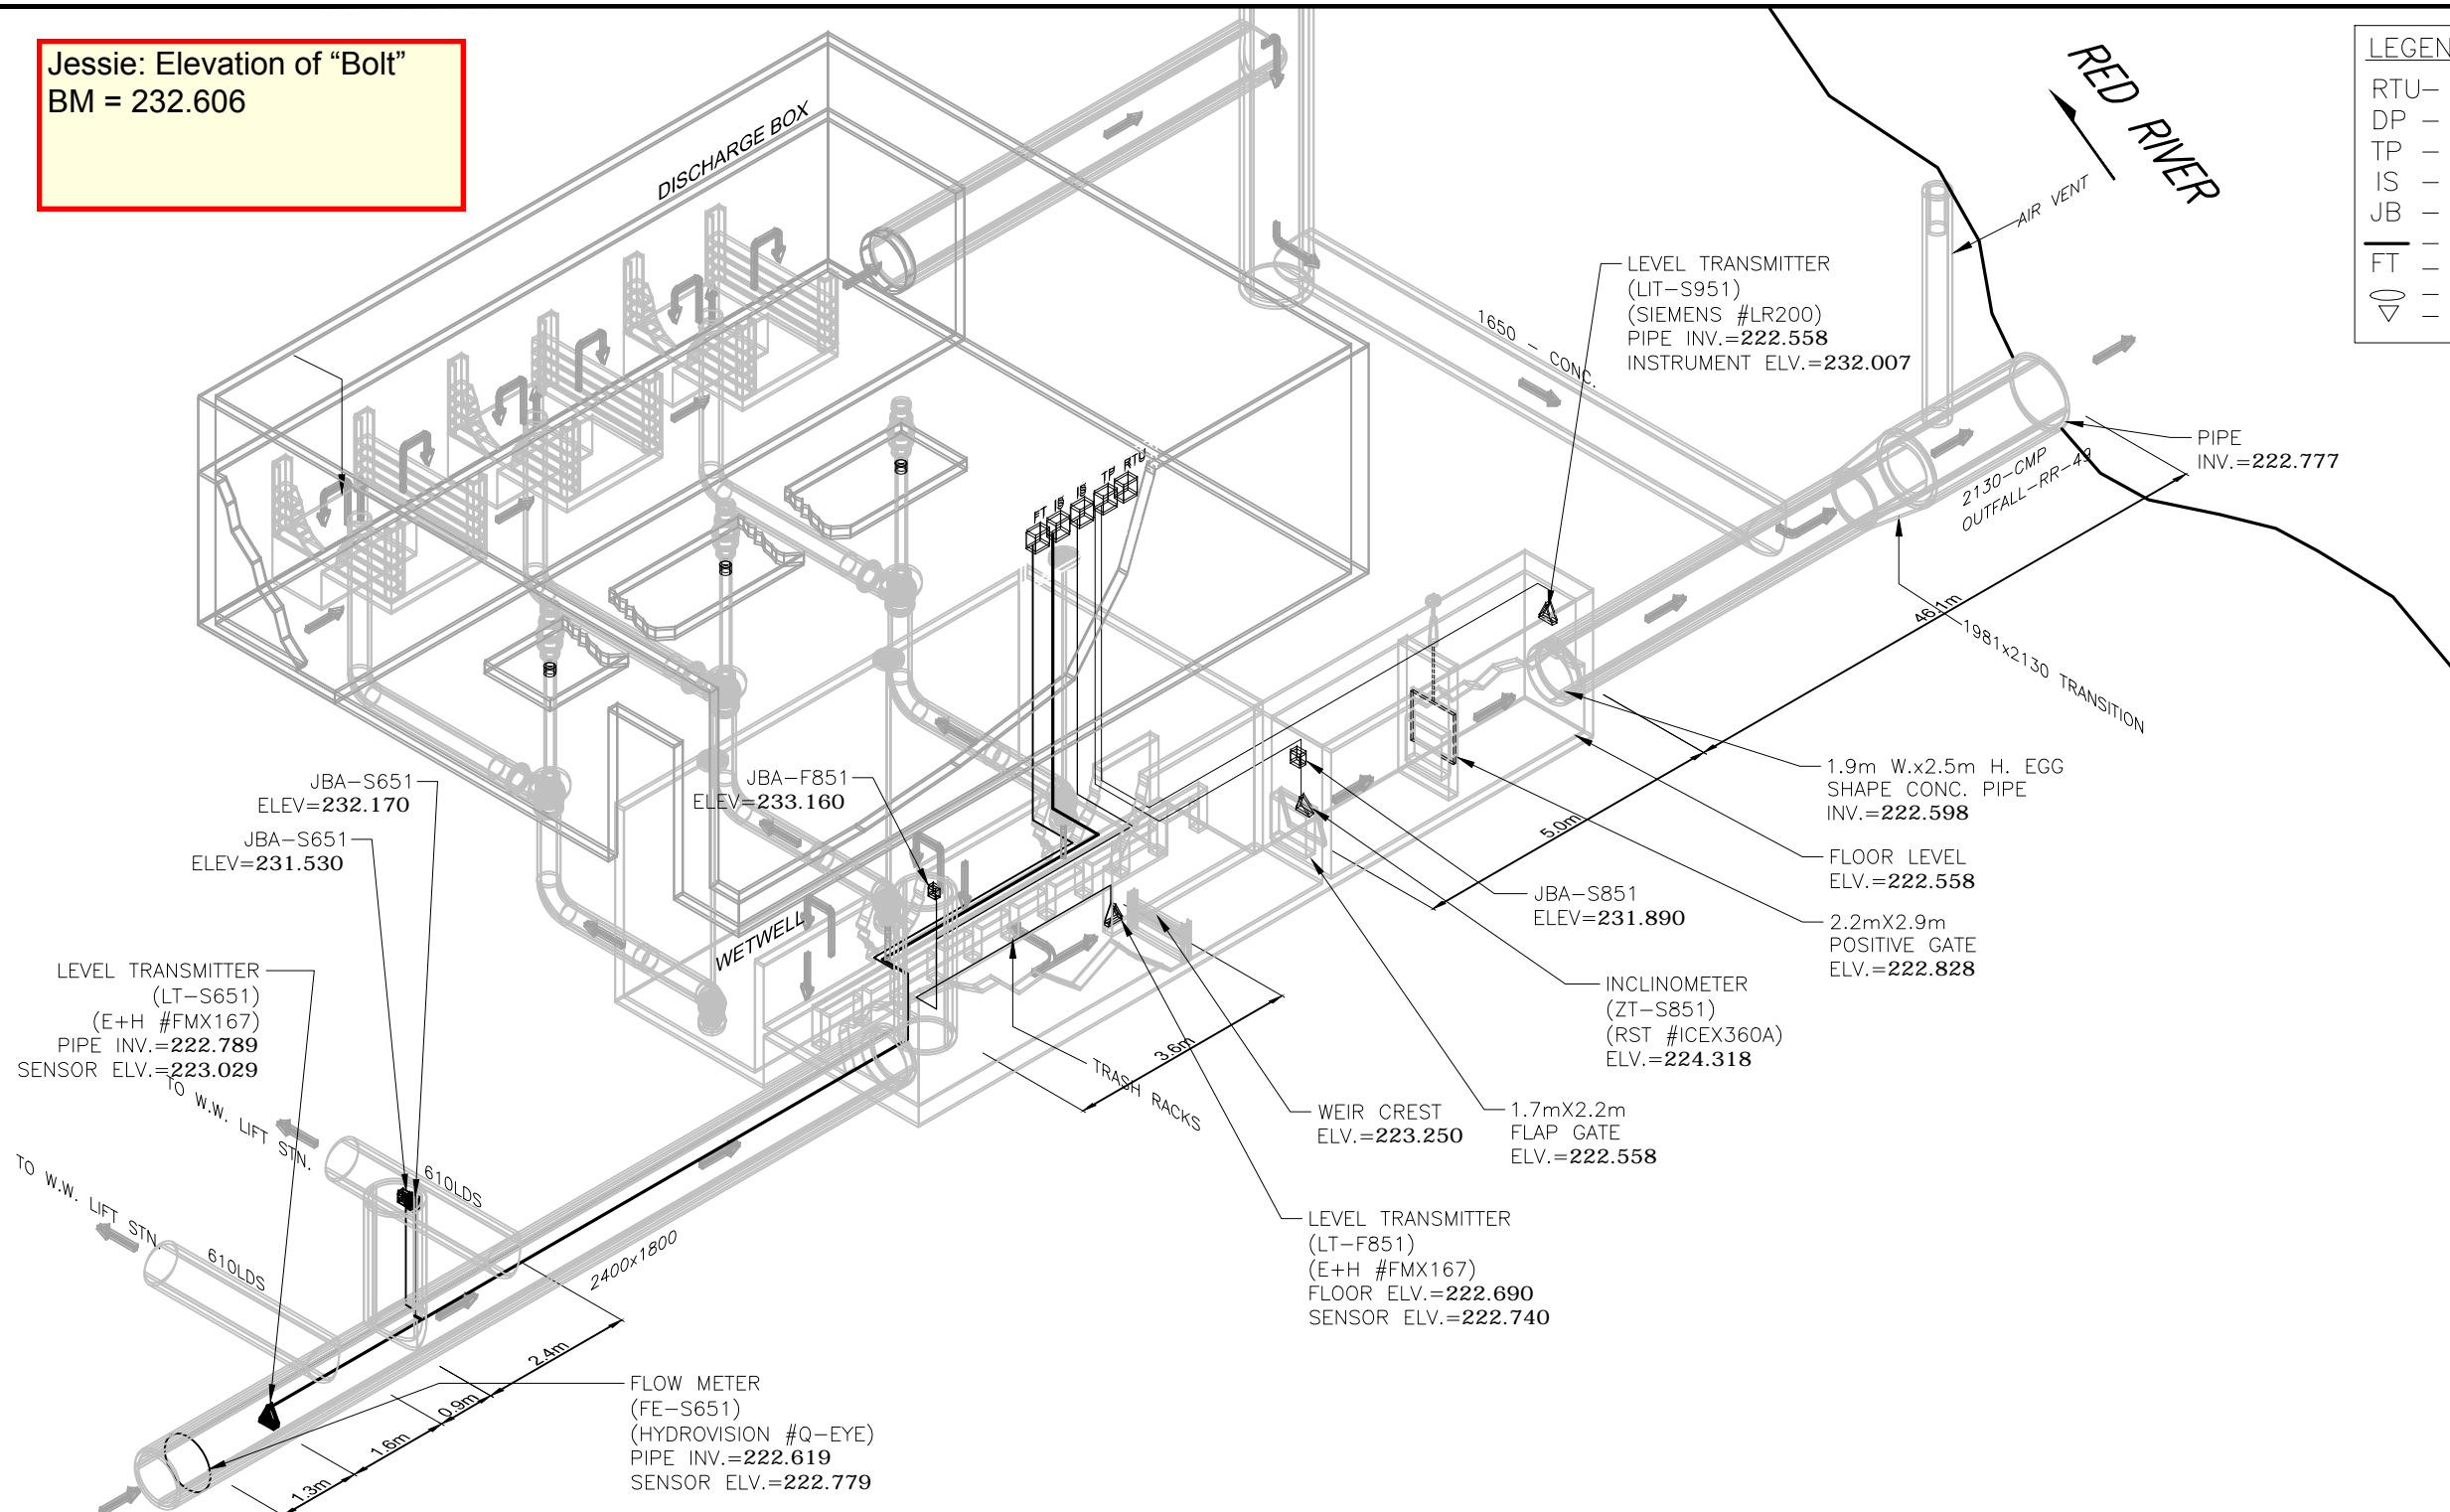 Jessie: Elevation of “Bolt”
BM = 232.606
DISCHARGE BOX
RED RIVER
AIR VENT
LEGEN
RTU–
DP –
TP –
IS –
JB –
–
FT –
–
–
LEVEL TRANSMITTER
(LIT–S951)
(SIEMENS #LR200)
PIPE INV.=222.558
INSTRUMENT ELV.=232.007
1650 – CONC.
PIPE
INV.=222.777
2130–CMP
OUTFALL–RR–49
46.1m
1981x2130 TRANSITION
FT
IS
IS
TP
RTU
1.9m W.x2.5m H. EGG
SHAPE CONC. PIPE
INV.=222.598
5.0m
FLOOR LEVEL
ELV.=222.558
2.2mX2.9m
POSITIVE GATE
ELV.=222.828
JBA–S851
ELEV=231.890
INCLINOMETER
(ZT–S851)
(RST #ICEX360A)
ELV.=224.318
JBA–S651
ELEV=232.170
JBA–S651
ELEV=231.530
JBA–F851
ELEV=233.160
WETWELL
LEVEL TRANSMITTER
(LT–S651)
(E+H #FMX167)
PIPE INV.=222.789
SENSOR ELV.=223.029
TO W.W. LIFT STN.
TO W.W. LIFT STN.
610LDS
610LDS
2400x1800
TRASH RACKS
3.6m
WEIR CREST
ELV.=223.250
1.7mX2.2m
FLAP GATE
ELV.=222.558
LEVEL TRANSMITTER
(LT–F851)
(E+H #FMX167)
FLOOR ELV.=222.690
SENSOR ELV.=222.740
2.4m
0.9m
1.6m
1.3m
FLOW METER
(FE–S651)
(HYDROVISION #Q–EYE)
PIPE INV.=222.619
SENSOR ELV.=222.779